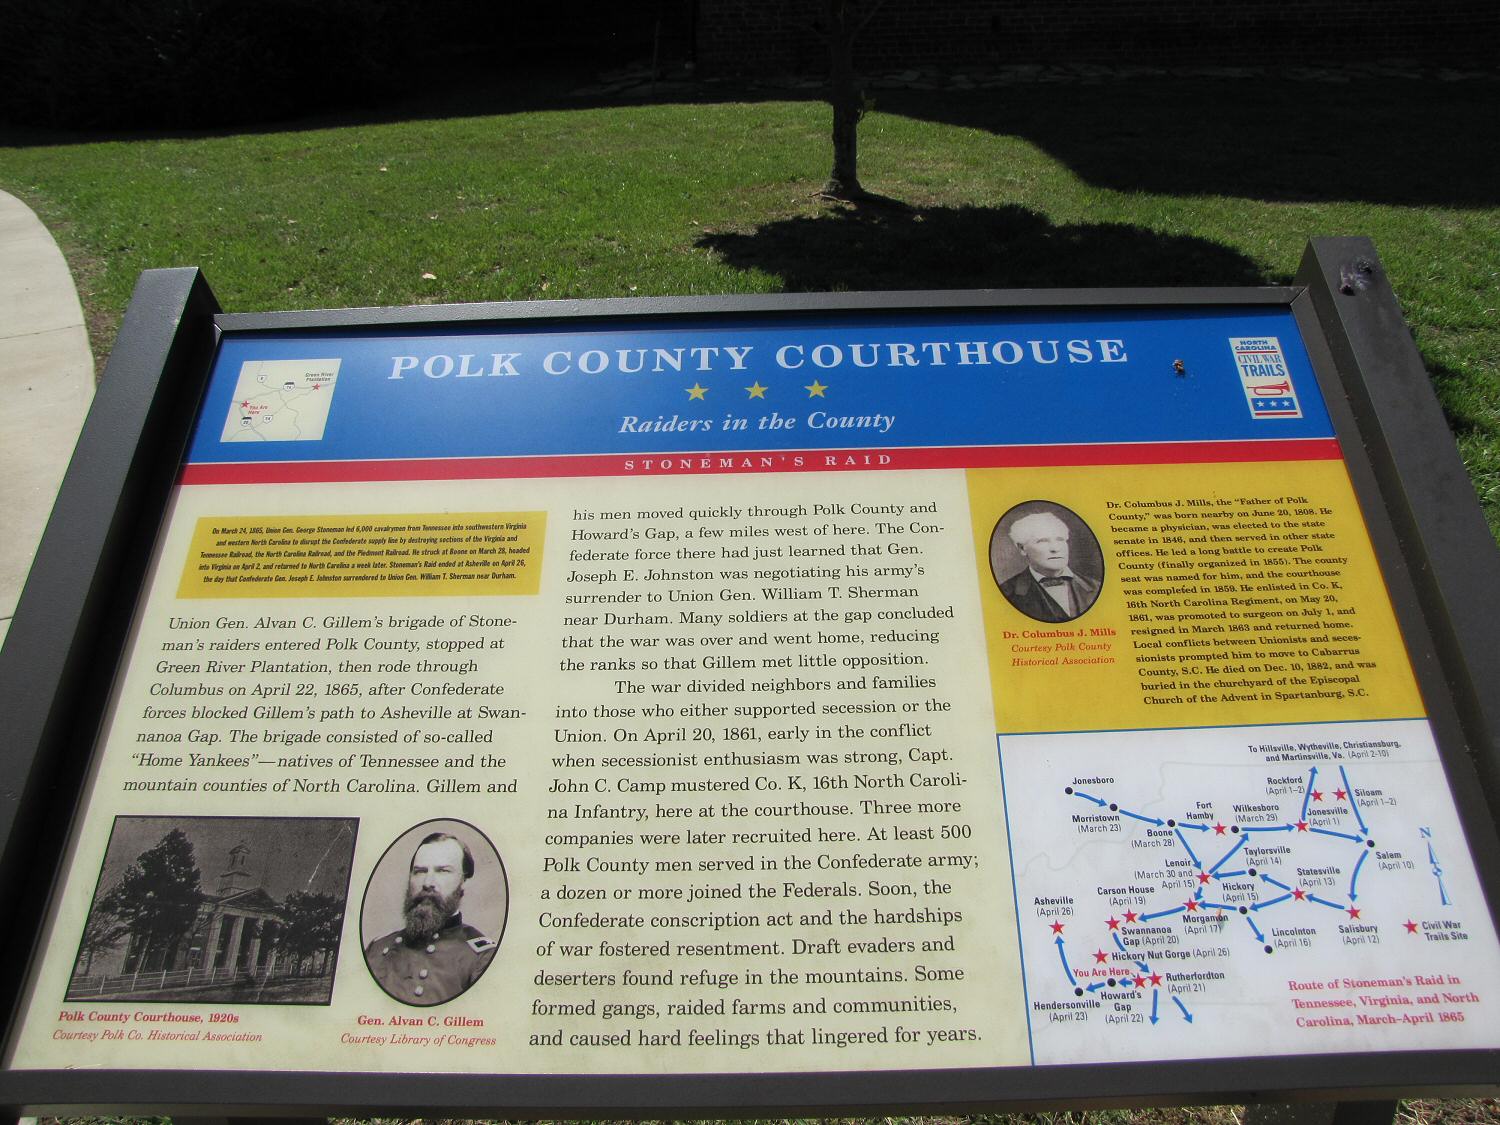 POLK COUNTY COURTHOUSE
Raiders in the County
STONEMAN'S RAID
Green River
Plantation
You Are
Here
74
NORTH
CAROLINA
CIVIL WAR
TRAILS
On March 24, 1865, Union Gen. George Stoneman led 6,000 cavalrymen from Tennessee into southwestern Virginia
and western North Carolina to disrupt the Confederate supply line by destroying sections of the Virginia and
Tennessee Railroad, the North Carolina Railroad, and the Piedmont Railroad. He struck at Boone on March 28, headed
into Virginia on April 2, and returned to North Carolina a week later. Stoneman's Raid ended at Asheville on April 26,
the day that Confederate Gen. Joseph E. Johnston surrendered to Union Gen. William T. Sherman near Durham.
Union Gen. Alvan C. Gillem's brigade of Stone-
man's raiders entered Polk County, stopped at
Green River Plantation, then rode through
Columbus on April 22, 1865, after Confederate
forces blocked Gillem's path to Asheville at Swan-
nanoa Gap. The brigade consisted of so-called
"Home Yankees"—natives of Tennessee and the
mountain counties of North Carolina. Gillem and
Polk County Courthouse, 1920s
Courtesy Polk Co. Historical Association
Gen. Alvan C. Gillem
Courtesy Library of Congress
his men moved quickly through Polk County and
Howard's Gap, a few miles west of here. The Con-
federate force there had just learned that Gen.
Joseph E. Johnston was negotiating his army's
surrender to Union Gen. William T. Sherman
near Durham. Many soldiers at the gap concluded
that the war was over and went home, reducing
the ranks so that Gillem met little opposition.
The war divided neighbors and families
into those who either supported secession or the
Union. On April 20, 1861, early in the conflict
when secessionist enthusiasm was strong, Capt.
John C. Camp mustered Co. K, 16th North Caroli-
na Infantry, here at the courthouse. Three more
companies were later recruited here. At least 500
Polk County men served in the Confederate army;
a dozen or more joined the Federals. Soon, the
Confederate conscription act and the hardships
of war fostered resentment. Draft evaders and
deserters found refuge in the mountains. Some
formed gangs, raided farms and communities,
and caused hard feelings that lingered for years.
Dr. Columbus J. Mills
Courtesy Polk County
Historical Association
Dr. Columbus J. Mills, the "Father of Polk
County," was born nearby on June 20, 1808. He
became a physician, was elected to the state
senate in 1846, and then served in other state
offices. He led a long battle to create Polk
County (finally organized in 1855). The county
seat was named for him, and the courthouse
was completed in 1859. He enlisted in Co. K,
16th North Carolina Regiment, on May 20,
1861, was promoted to surgeon on July 1, and
resigned in March 1863 and returned home.
Local conflicts between Unionists and seces-
sionists prompted him to move to Cabarrus
County, S.C. He died on Dec. 10, 1882, and was
buried in the churchyard of the Episcopal
Church of the Advent in Spartanburg, S.C.
To Hillsville, Wytheville, Christiansburg,
and Martinsville, Va. (April 2-10)
Jonesboro
Morristown
(March 23)
Boone
(March 28)
Fort
Hamby
Wilkesboro
(March 29)
Rockford
(April 1-2)
Siloam
(April 1-2)
Jonesville
(April 1)
Salem
(April 10)
Taylorsville
(April 14)
Lenoir
(March 30 and
April 15)
Statesville
(April 13)
Hickory
(April 15)
Carson House
(April 19)
Asheville
(April 26)
Morganton
(April 17)
Swannanoa
Gap (April 20)
Lincolnton
(April 16)
Salisbury
(April 12)
Hickory Nut Gorge (April 26)
You Are Here
Rutherfordton
(April 21)
Hendersonville
(April 23)
Howard's
Gap
(April 22)
N
Civil War
Trails Site
Route of Stoneman's Raid in
Tennessee, Virginia, and North
Carolina, March–April 1865